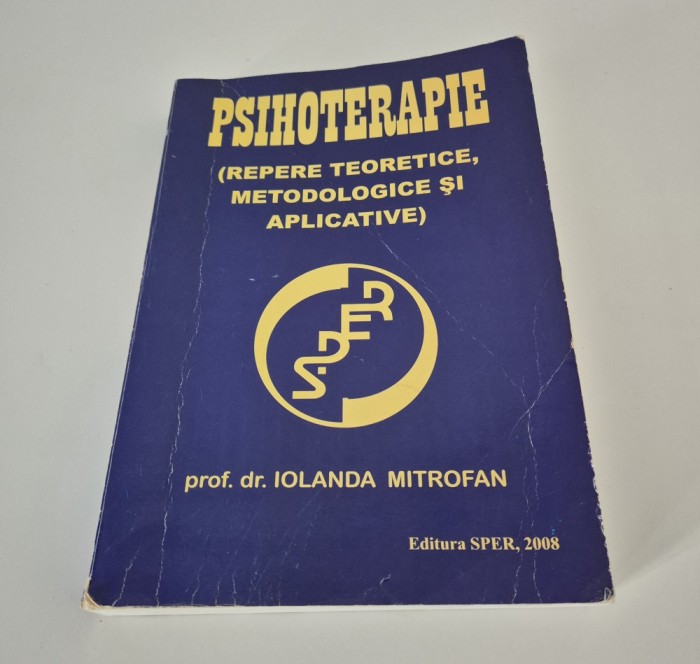 PSIHOTERAPIE
(REPERE TEORETICE,
METODOLOGICE ŞI
APLICATIVE)
SPER
prof. dr. IOLANDA MITROFAN
Editura SPER, 2008